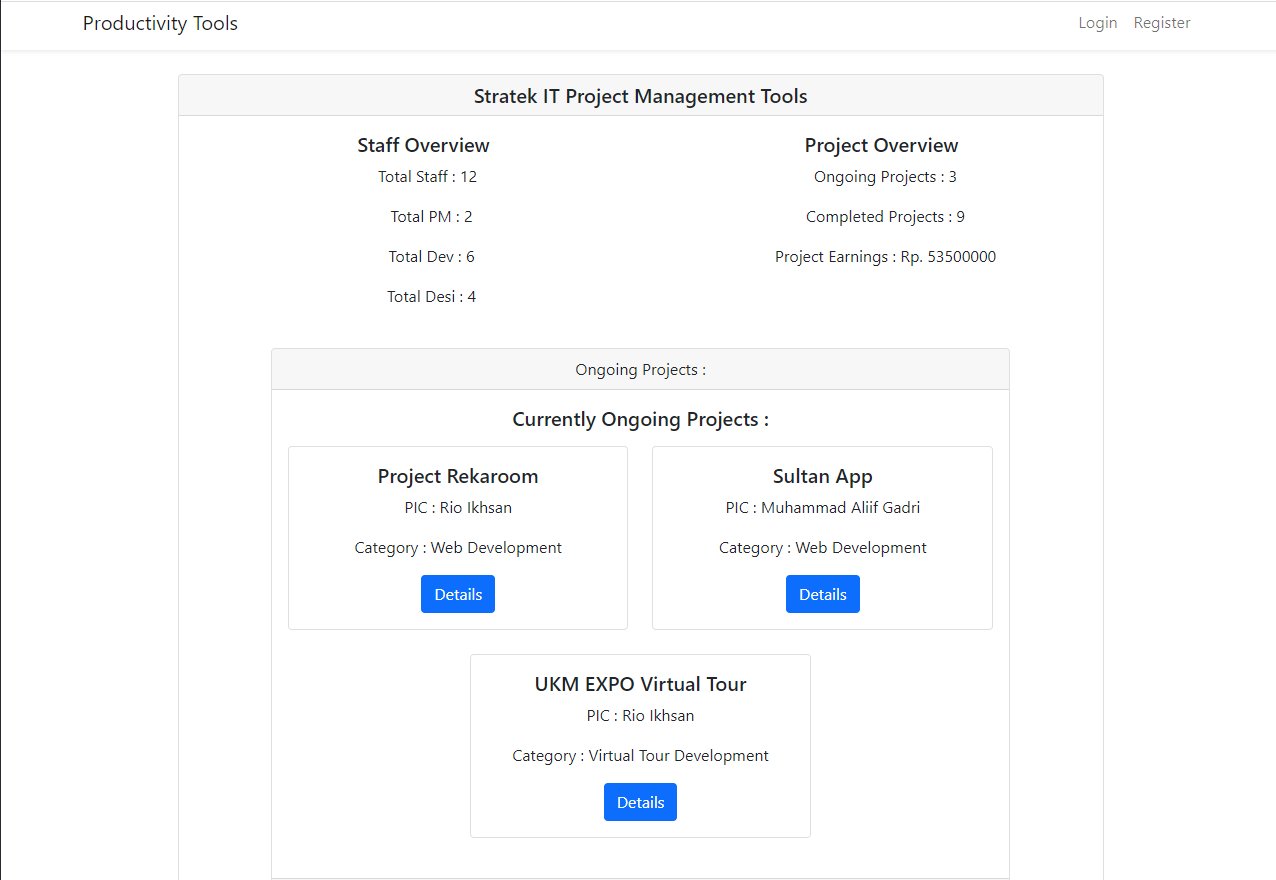 Productivity Tools
Login Register
Stratek IT Project Management Tools
Staff Overview
Total Staff : 12
Total PM : 2
Total Dev : 6
Total Desi : 4
Project Overview
Ongoing Projects : 3
Completed Projects : 9
Project Earnings : Rp. 53500000
Ongoing Projects :
Currently Ongoing Projects :
Project Rekaroom
PIC : Rio Ikhsan
Category : Web Development
Details
Sultan App
PIC : Muhammad Aliif Gadri
Category : Web Development
Details
UKM EXPO Virtual Tour
PIC : Rio Ikhsan
Category : Virtual Tour Development
Details